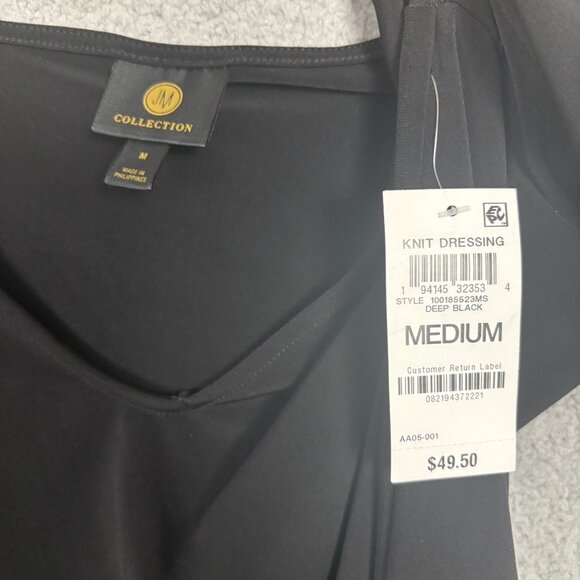 JM
COLLECTION
M
MADE IN
PHILIPPINES
KNIT DRESSING
1 94145 32353 4
STYLE 100185523MS
DEEP BLACK
MEDIUM
Customer Return Label
082194372221
AA05-001
$49.50